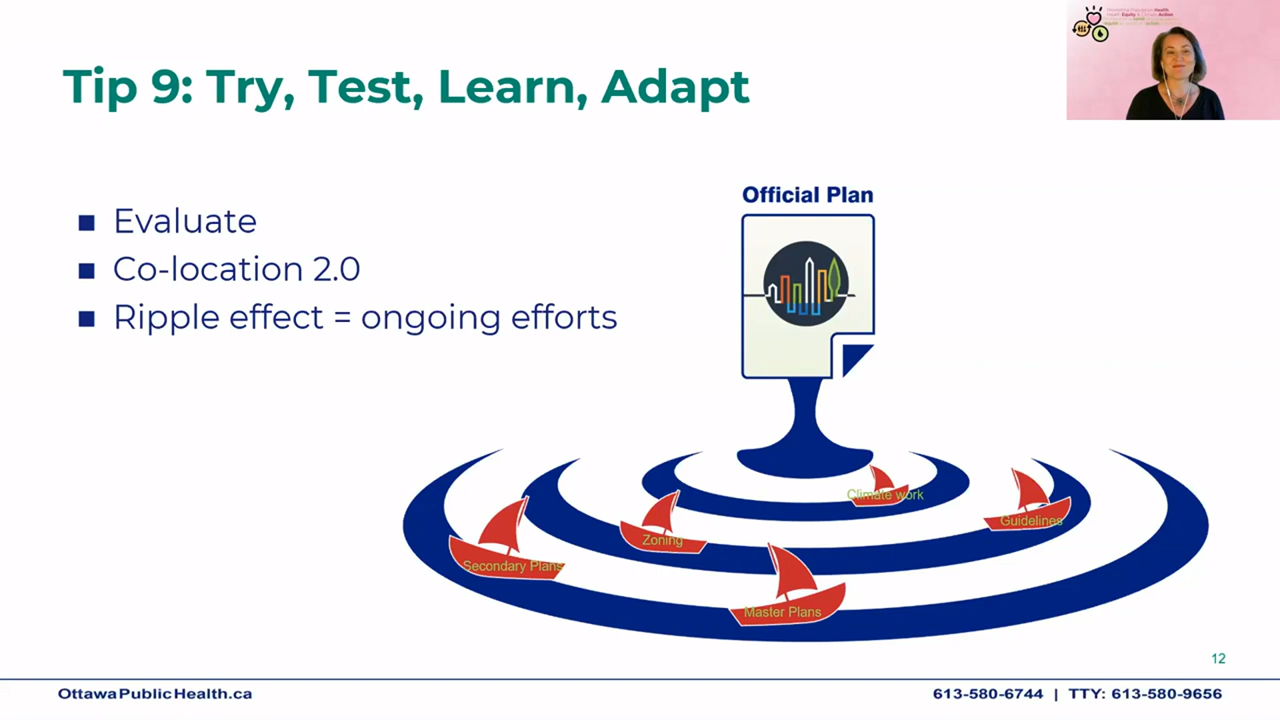 Tip 9: Try, Test, Learn, Adapt
Evaluate
Co-location 2.0
Ripple effect = ongoing efforts
Official Plan
Climate work
Guidelines
Zoning
Secondary Plans
Master Plans
12
OttawaPublicHealth.ca
613-580-6744 | TTY: 613-580-9656